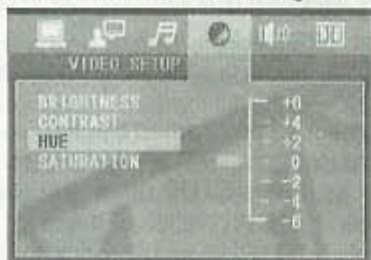 VIDEO SETUP
BRIGHTNESS
CONTRAST
HUE
SATURATION
+6
+4
+2
0
-2
-4
-6